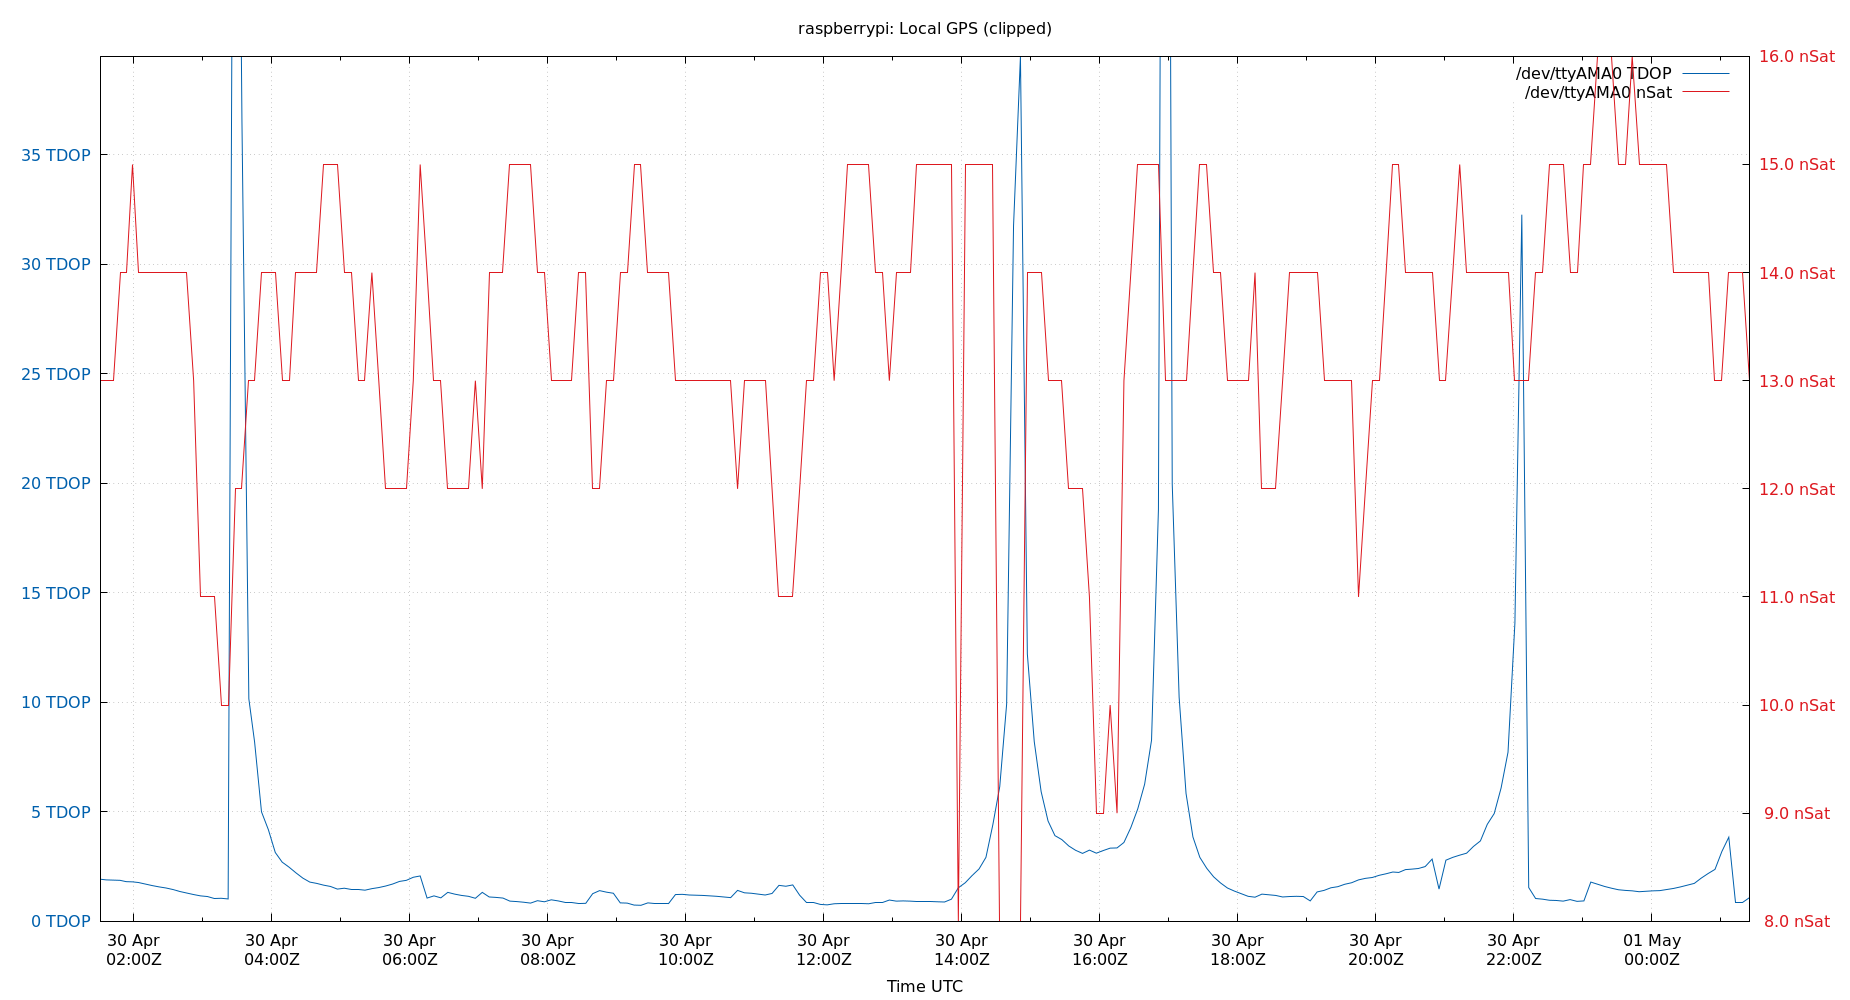 raspberrypi: Local GPS (clipped)
/dev/ttyAMA0 TDOP
/dev/ttyAMA0 nSat
35 TDOP
30 TDOP
25 TDOP
20 TDOP
15 TDOP
10 TDOP
5 TDOP
0 TDOP
16.0 nSat
15.0 nSat
14.0 nSat
13.0 nSat
12.0 nSat
11.0 nSat
10.0 nSat
9.0 nSat
8.0 nSat
30 Apr
02:00Z
30 Apr
04:00Z
30 Apr
06:00Z
30 Apr
08:00Z
30 Apr
10:00Z
30 Apr
12:00Z
30 Apr
14:00Z
30 Apr
16:00Z
30 Apr
18:00Z
30 Apr
20:00Z
30 Apr
22:00Z
01 May
00:00Z
Time UTC